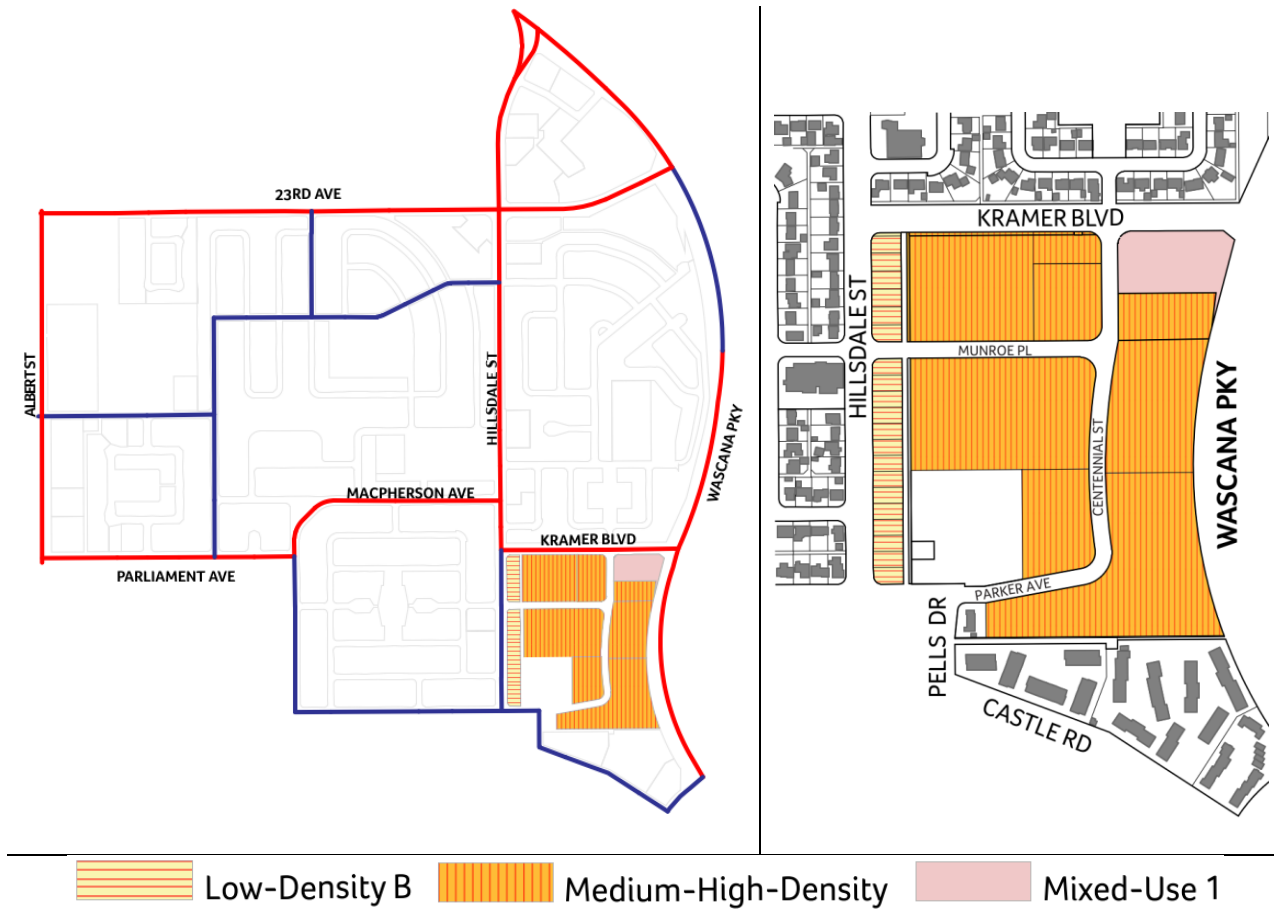 23RD AVE
ALBERT ST
HILLSDALE ST
WASCANA PKY
MACPHERSON AVE
KRAMER BLVD
PARLIAMENT AVE
KRAMER BLVD
HILLSDALE ST
MUNROE PL
WASCANA PKY
CENTENNIAL ST
PARKER AVE
PELLS DR
CASTLE RD
Low-Density B
Medium-High-Density
Mixed-Use 1